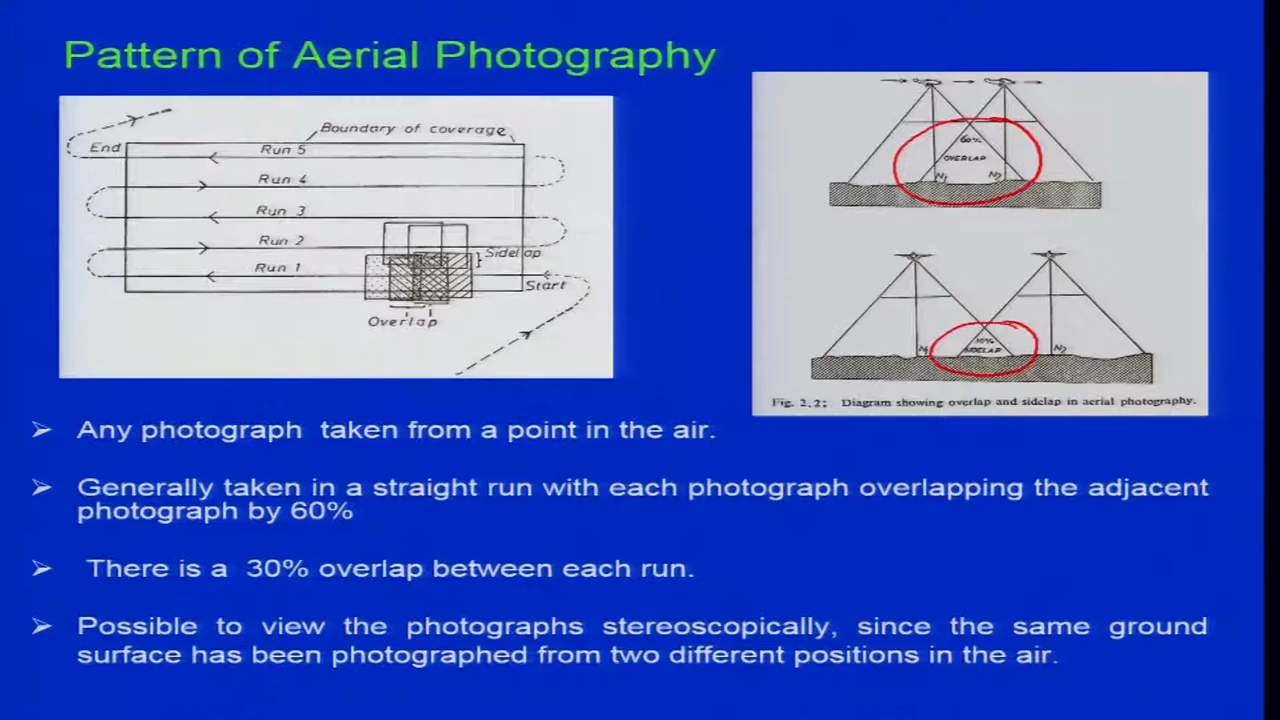 Pattern of Aerial Photography
Boundary of coverage
End
Run 5
Run 4
Run 3
Run 2
Sidelap
Run 1
Start
Overlap
60%
OVERLAP
N1
N2
SIDELAP
N1
N2
Fig. 2.2: Diagram showing overlap and sidelap in aerial photography.
➢ Any photograph taken from a point in the air.
➢ Generally taken in a straight run with each photograph overlapping the adjacent
photograph by 60%
➢ There is a 30% overlap between each run.
➢ Possible to view the photographs stereoscopically, since the same ground
surface has been photographed from two different positions in the air.